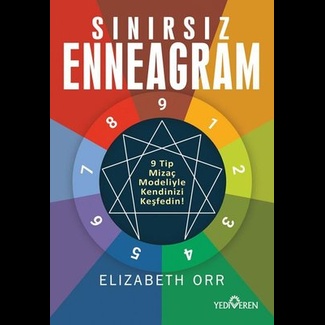 SINIRSIZ
ENNEAGRAM
9
8
1
7
2
6
3
5
4
9 Tip
Mizaç
Modeliyle
Kendinizi
Keşfedin!
ELIZABETH ORR
YEDİVEREN